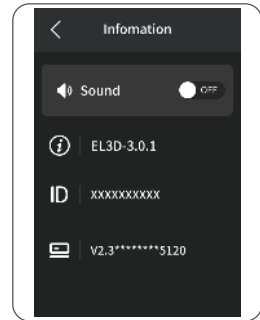 Infomation
Sound OFF
EL3D-3.0.1
ID xxxxxxxxxx
V2.3********5120